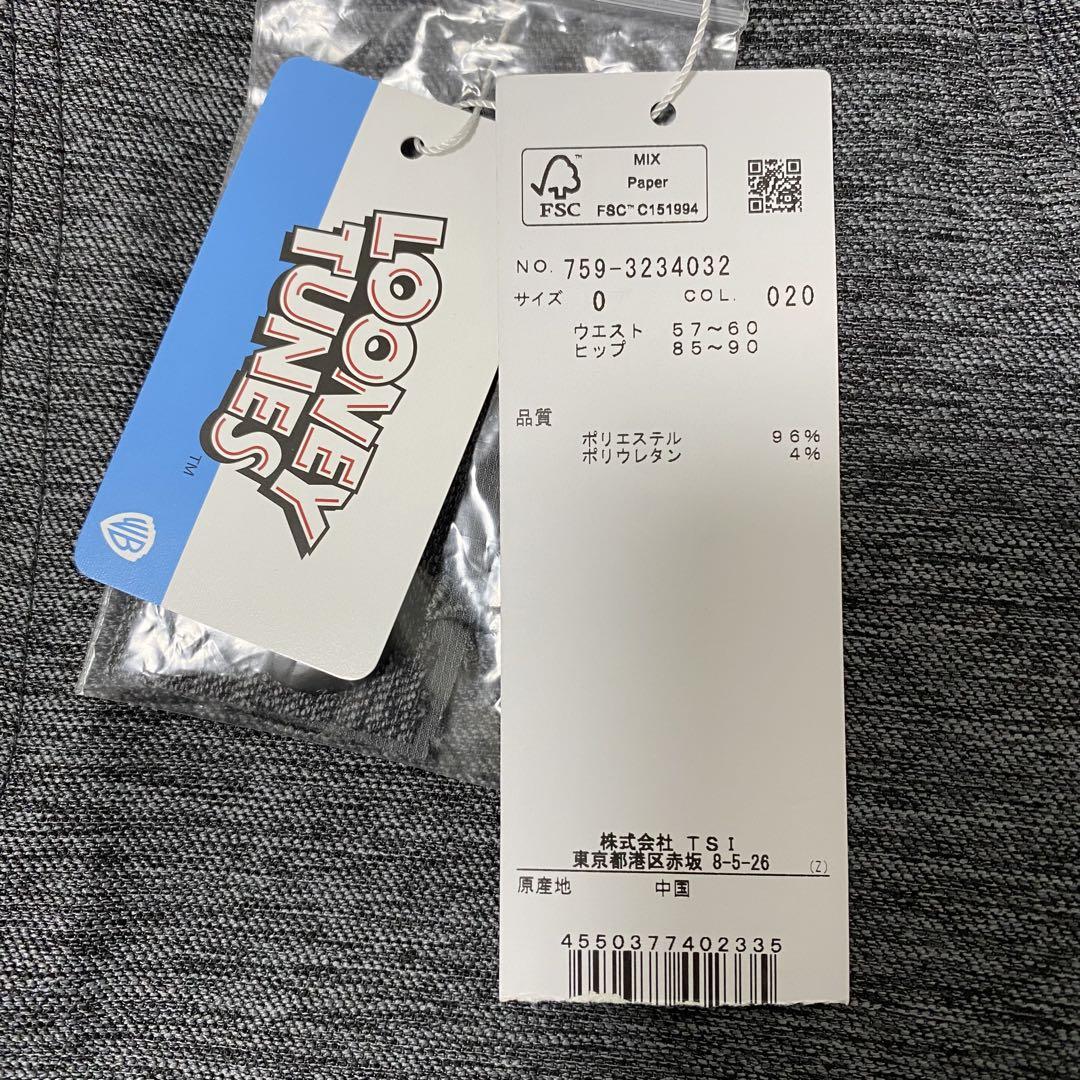 LOONEY
TUNES
TM
WB
MIX
Paper
FSC™ C151994
FSC
™
NO. 759-3234032
サイズ 0 COL. 020
ウエスト 57〜60
ヒップ 85〜90
品質
ポリエステル 96%
ポリウレタン 4%
株式会社 TSI
東京都港区赤坂 8-5-26 (Z)
原産地 中国
4550377402335